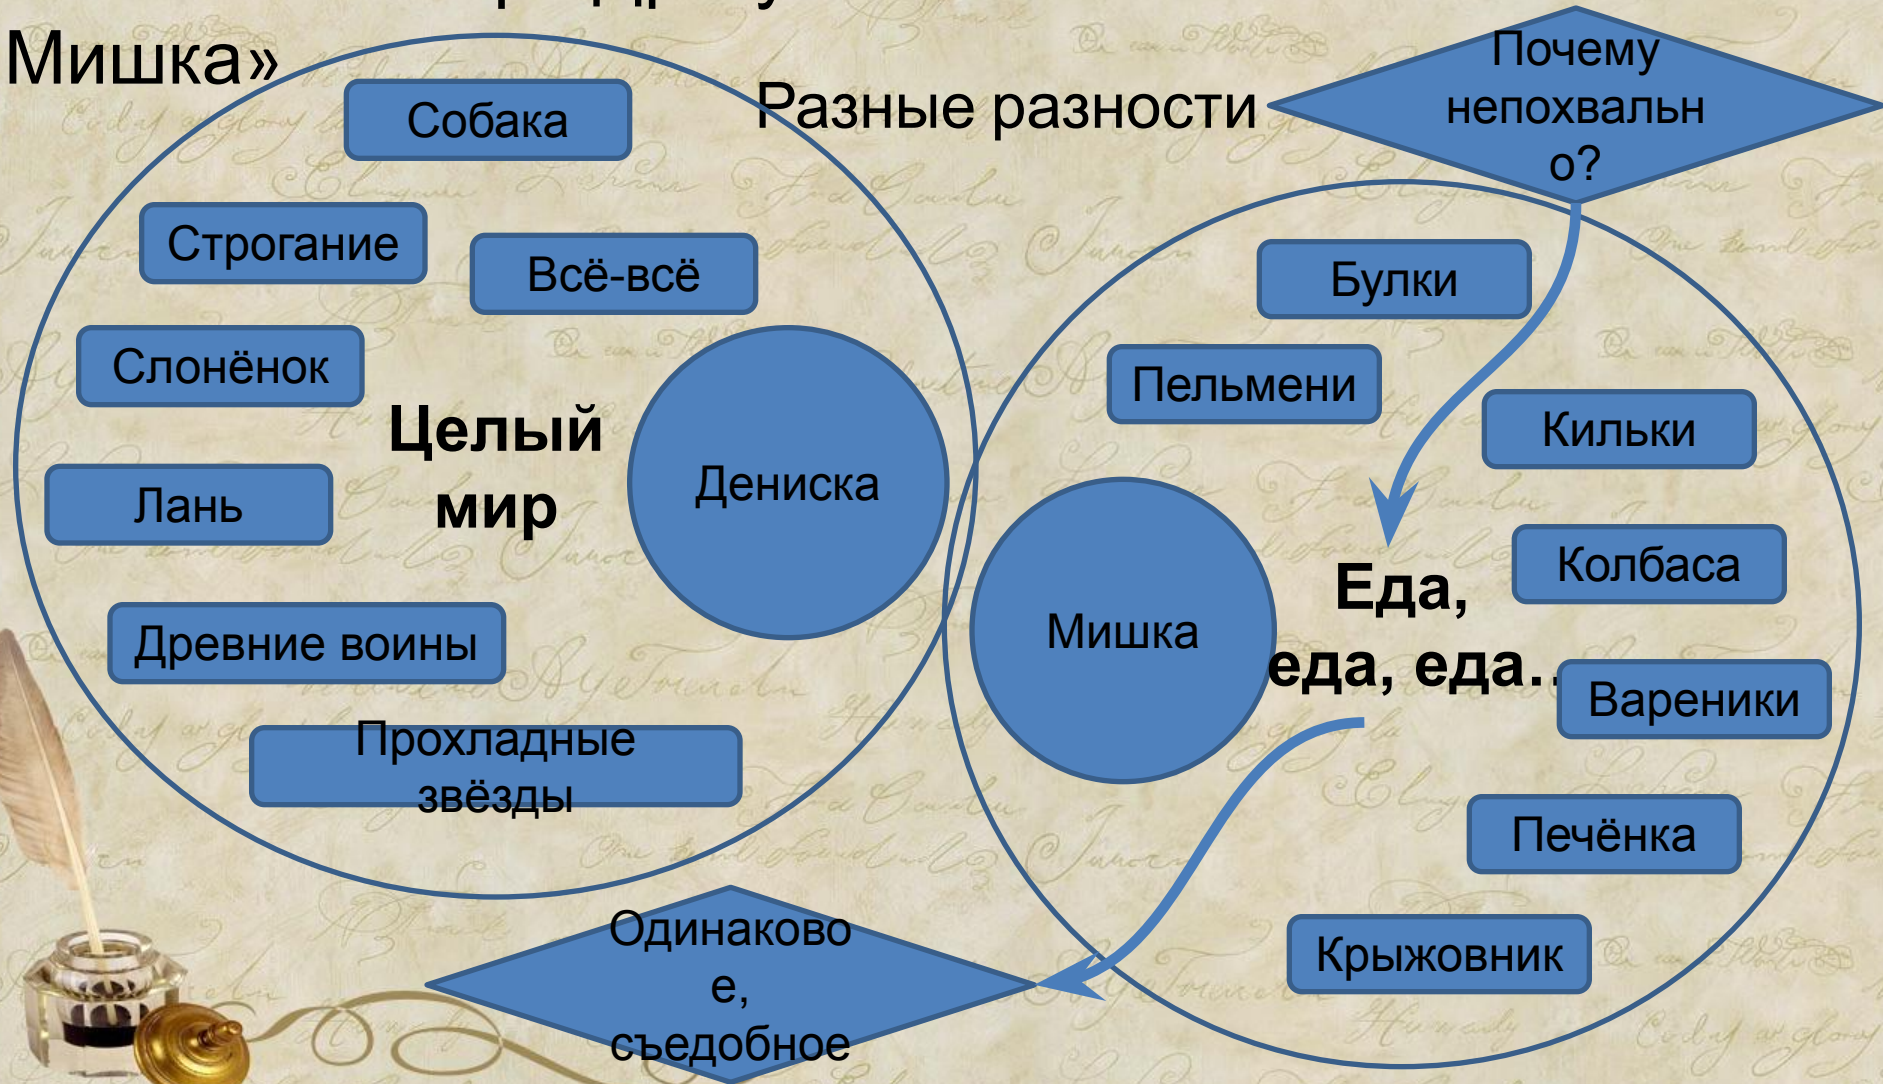 Мишка»
Разные разности
Почему
непохвальн
о?
Собака
Строгание
Всё-всё
Слонёнок
Целый
мир
Дениска
Лань
Древние воины
Прохладные
звёзды
Булки
Пельмени
Кильки
Колбаса
Мишка
Еда,
еда, еда..
Вареники
Печёнка
Крыжовник
Одинаково
е,
съедобное